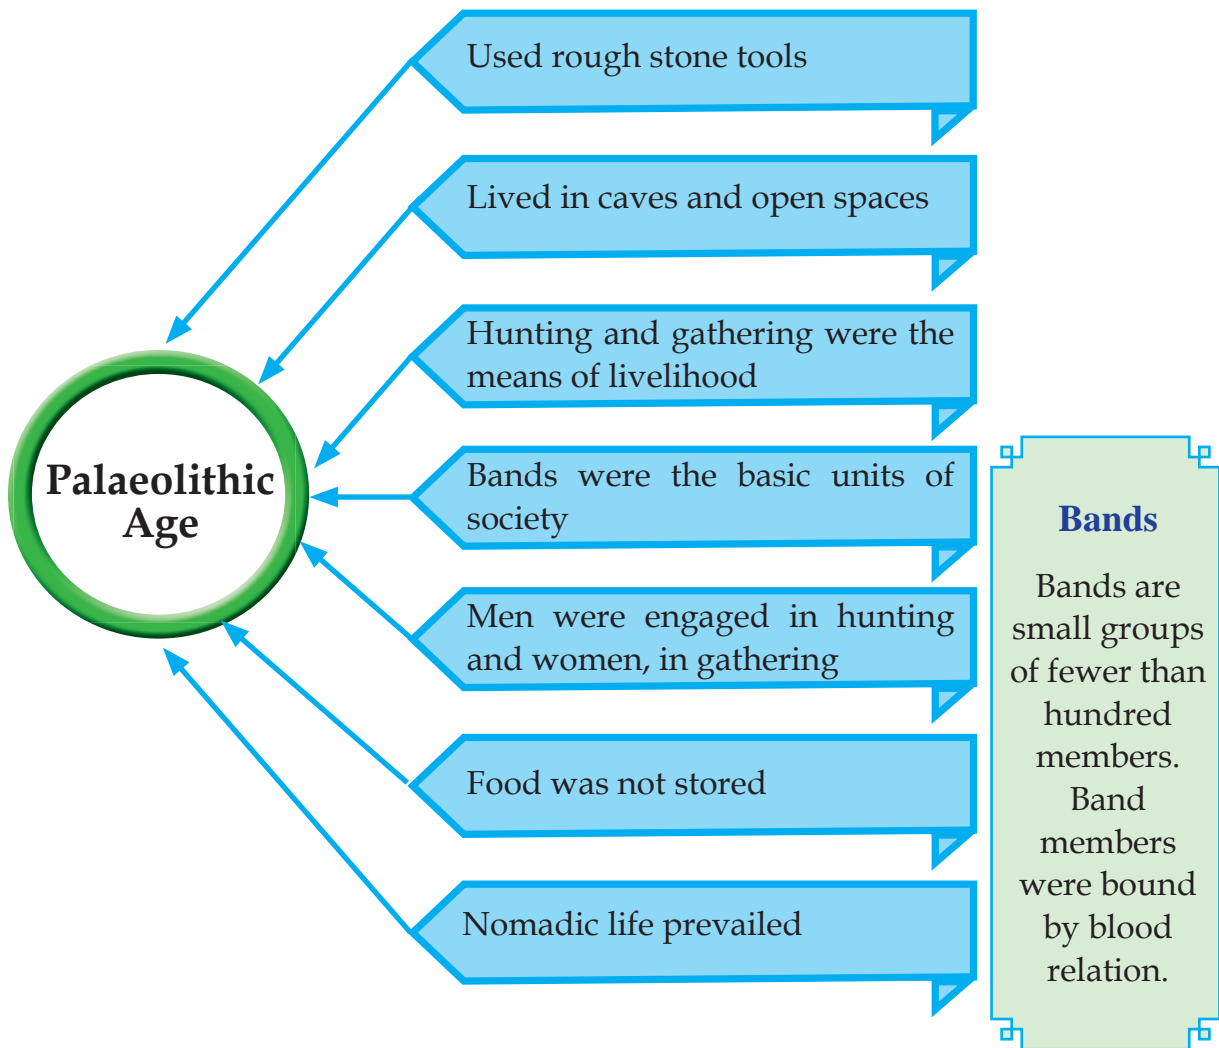 Used rough stone tools
Lived in caves and open spaces
Hunting and gathering were the
means of livelihood
Palaeolithic
Age
Bands were the basic units of
society
Men were engaged in hunting
and women, in gathering
Food was not stored
Nomadic life prevailed
Bands
Bands are
small groups
of fewer than
hundred
members.
Band
members
were bound
by blood
relation.